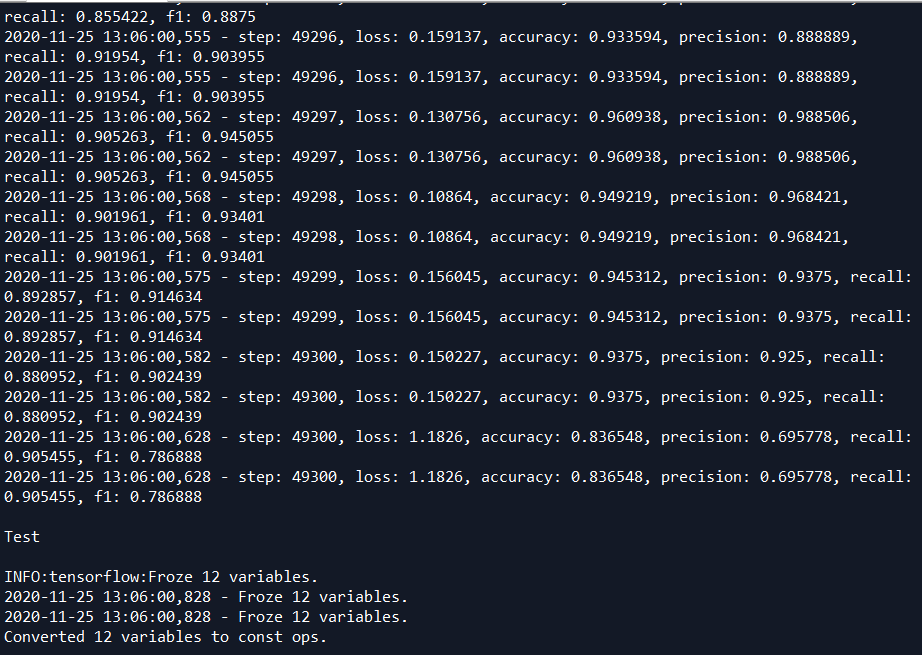 recall: 0.855422, f1: 0.8875
2020-11-25 13:06:00,555 - step: 49296, loss: 0.159137, accuracy: 0.933594, precision: 0.888889,
recall: 0.91954, f1: 0.903955
2020-11-25 13:06:00,555 - step: 49296, loss: 0.159137, accuracy: 0.933594, precision: 0.888889,
recall: 0.91954, f1: 0.903955
2020-11-25 13:06:00,562 - step: 49297, loss: 0.130756, accuracy: 0.960938, precision: 0.988506,
recall: 0.905263, f1: 0.945055
2020-11-25 13:06:00,562 - step: 49297, loss: 0.130756, accuracy: 0.960938, precision: 0.988506,
recall: 0.905263, f1: 0.945055
2020-11-25 13:06:00,568 - step: 49298, loss: 0.10864, accuracy: 0.949219, precision: 0.968421,
recall: 0.901961, f1: 0.93401
2020-11-25 13:06:00,568 - step: 49298, loss: 0.10864, accuracy: 0.949219, precision: 0.968421,
recall: 0.901961, f1: 0.93401
2020-11-25 13:06:00,575 - step: 49299, loss: 0.156045, accuracy: 0.945312, precision: 0.9375, recall:
0.892857, f1: 0.914634
2020-11-25 13:06:00,575 - step: 49299, loss: 0.156045, accuracy: 0.945312, precision: 0.9375, recall:
0.892857, f1: 0.914634
2020-11-25 13:06:00,582 - step: 49300, loss: 0.150227, accuracy: 0.9375, precision: 0.925, recall:
0.880952, f1: 0.902439
2020-11-25 13:06:00,582 - step: 49300, loss: 0.150227, accuracy: 0.9375, precision: 0.925, recall:
0.880952, f1: 0.902439
2020-11-25 13:06:00,628 - step: 49300, loss: 1.1826, accuracy: 0.836548, precision: 0.695778, recall:
0.905455, f1: 0.786888
2020-11-25 13:06:00,628 - step: 49300, loss: 1.1826, accuracy: 0.836548, precision: 0.695778, recall:
0.905455, f1: 0.786888
Test
INFO:tensorflow:Froze 12 variables.
2020-11-25 13:06:00,828 - Froze 12 variables.
2020-11-25 13:06:00,828 - Froze 12 variables.
Converted 12 variables to const ops.